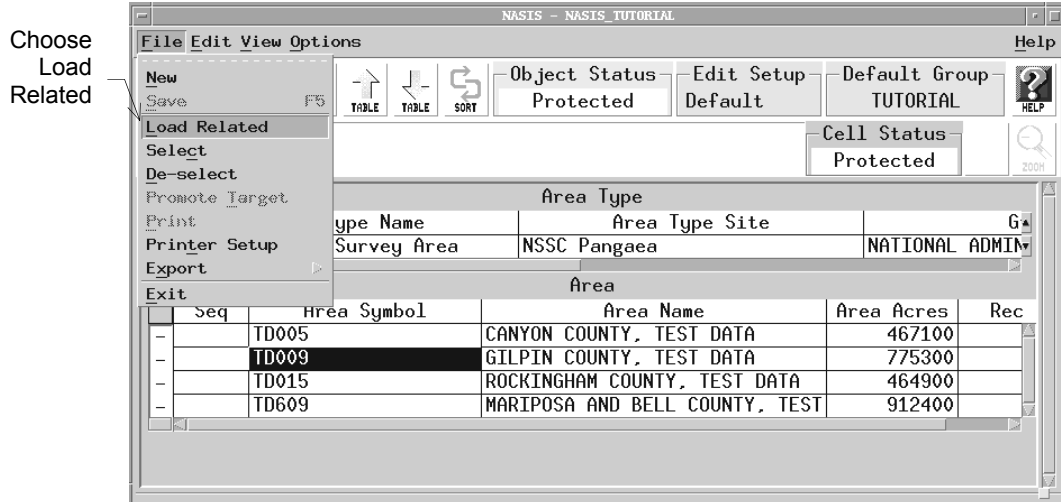 Choose
Load
Related
NASIS - NASIS_TUTORIAL
File Edit View Options Help
New
Save F5
Load Related
Select
De-select
Promote Target
Print
Printer Setup
Export
Exit
TABLE TABLE SORT
Object Status
Protected
Edit Setup
Default
Default Group
TUTORIAL
HELP
Cell Status
Protected
ZOOM
Area Type
ype Name Area Type Site G
Survey Area NSSC Pangaea NATIONAL ADMIN
Area
Seq Area Symbol Area Name Area Acres Rec
TD005 CANYON COUNTY, TEST DATA 467100
TD009 GILPIN COUNTY, TEST DATA 775300
TD015 ROCKINGHAM COUNTY, TEST DATA 464900
TD609 MARIPOSA AND BELL COUNTY, TEST 912400